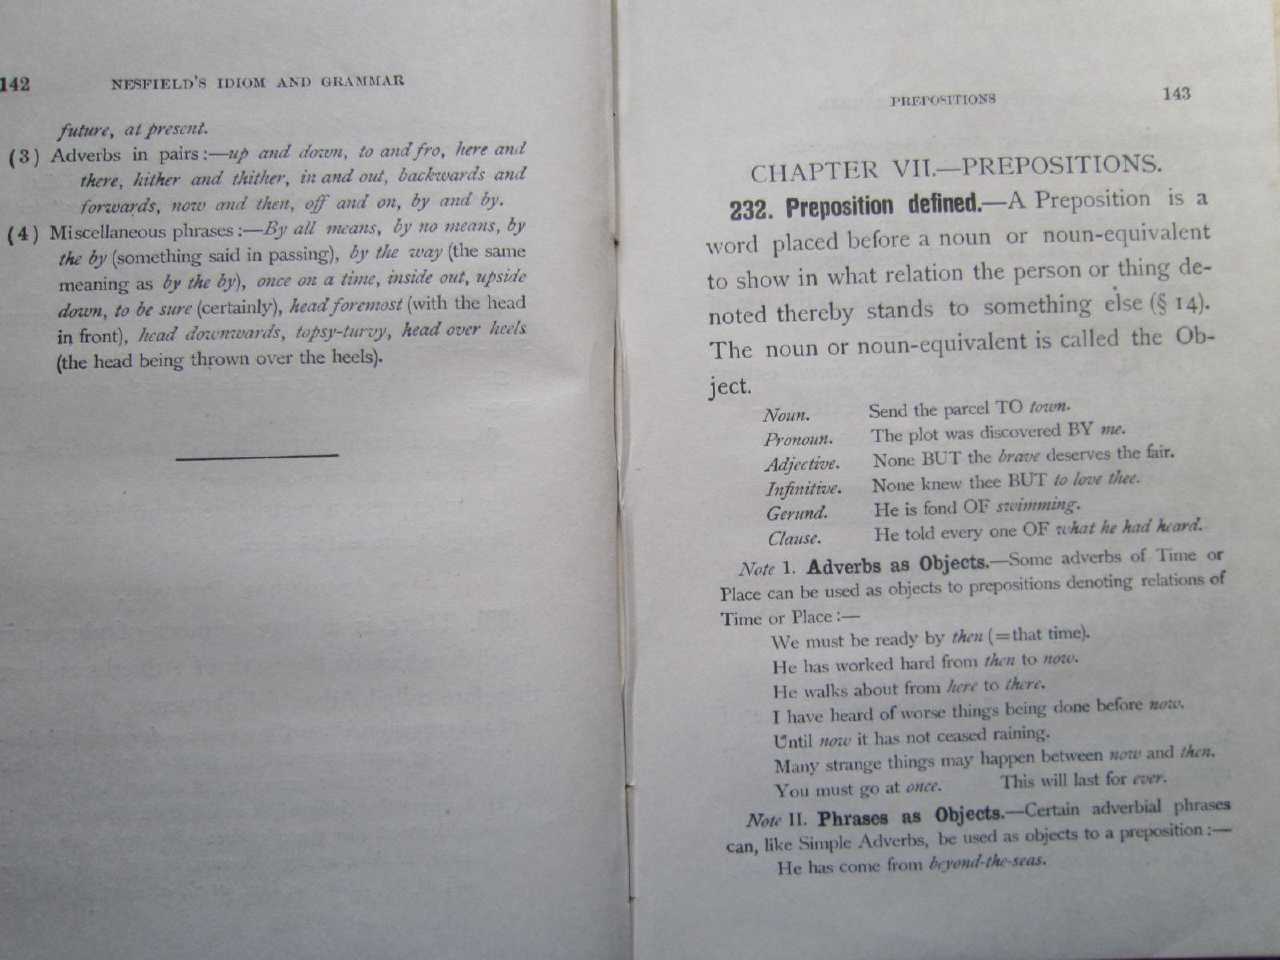 142 NESFIELD'S IDIOM AND GRAMMAR
future, at present.
(3) Adverbs in pairs:—up and down, to and fro, here and
there, hither and thither, in and out, backwards and
forwards, now and then, off and on, by and by.
(4) Miscellaneous phrases:—By all means, by no means, by
the by (something said in passing), by the way (the same
meaning as by the by), once on a time, inside out, upside
down, to be sure (certainly), head foremost (with the head
in front), head downwards, topsy-turvy, head over heels
(the head being thrown over the heels).
PREPOSITIONS 143
CHAPTER VII.—PREPOSITIONS.
232. Preposition defined.—A Preposition is a
word placed before a noun or noun-equivalent
to show in what relation the person or thing de-
noted thereby stands to something else (§ 14).
The noun or noun-equivalent is called the Ob-
ject.
Noun. Send the parcel TO town.
Pronoun. The plot was discovered BY me.
Adjective. None BUT the brave deserves the fair.
Infinitive. None knew thee BUT to love thee.
Gerund. He is fond OF swimming.
Clause. He told every one OF what he had heard.
Note I. Adverbs as Objects.—Some adverbs of Time or
Place can be used as objects to prepositions denoting relations of
Time or Place:—
We must be ready by then (=that time).
He has worked hard from then to now.
He walks about from here to there.
I have heard of worse things being done before now.
Until now it has not ceased raining.
Many strange things may happen between now and then.
You must go at once. This will last for ever.
Note II. Phrases as Objects.—Certain adverbial phrases
can, like Simple Adverbs, be used as objects to a preposition:—
He has come from beyond-the-seas.